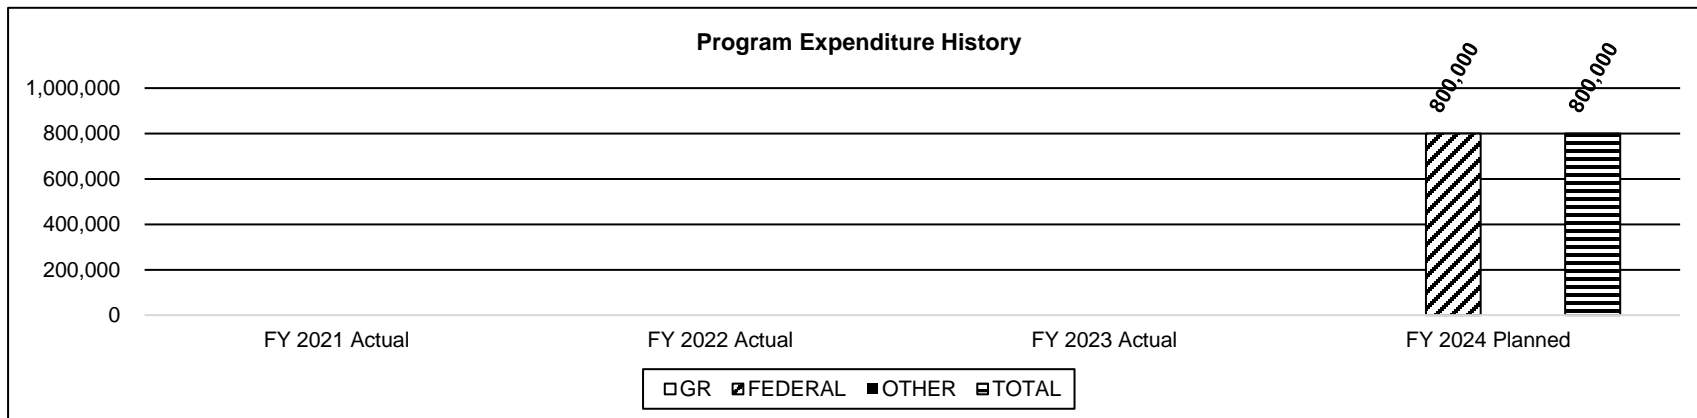 Program Expenditure History
800,000 800,000
1,000,000
800,000
600,000
400,000
200,000
0
FY 2021 Actual FY 2022 Actual FY 2023 Actual FY 2024 Planned
GR FEDERAL OTHER TOTAL